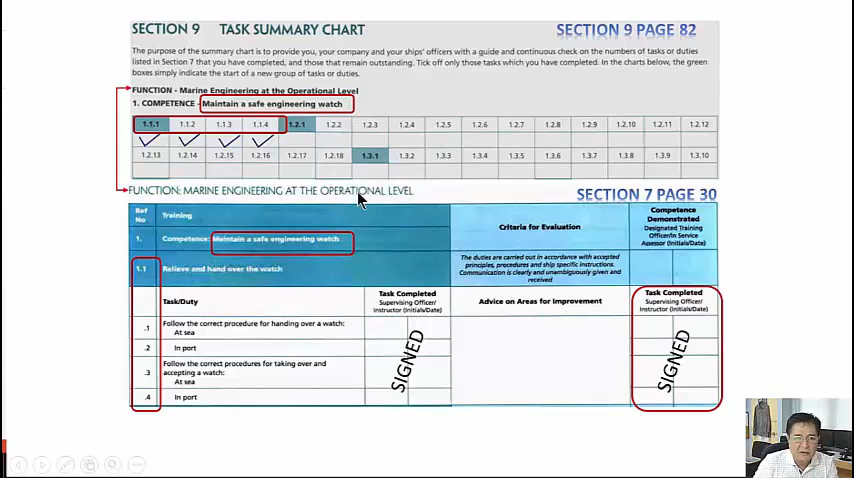 SECTION 9 TASK SUMMARY CHART
SECTION 9 PAGE 82
The purpose of the summary chart is to provide you, your company and your ships' officers with a guide and continuous check on the numbers of tasks or duties
listed in Section 7 that you have completed, and those that remain outstanding. Tick off only those tasks which you have completed. In the charts below, the green
boxes simply indicate the start of a new group of tasks or duties.
FUNCTION - Marine Engineering at the Operational Level
1. COMPETENCE - Maintain a safe engineering watch
1.1.1 1.1.2 1.1.3 1.1.4 1.2.1 1.2.2 1.2.3 1.2.4 1.2.5 1.2.6 1.2.7 1.2.8 1.2.9 1.2.10 1.2.11 1.2.12
1.2.13 1.2.14 1.2.15 1.2.16 1.2.17 1.2.18 1.3.1 1.3.2 1.3.3 1.3.4 1.3.5 1.3.6 1.3.7 1.3.8 1.3.9 1.3.10
FUNCTION: MARINE ENGINEERING AT THE OPERATIONAL LEVEL
SECTION 7 PAGE 30
Ref
No
Training
Criteria for Evaluation
Competence
Demonstrated
Designated Training
Officer/In Service
Assessor (Initials/Date)
1. Competence: Maintain a safe engineering watch
1.1 Relieve and hand over the watch
The duties are carried out in accordance with accepted
principles, procedures and ship specific instructions.
Communication is clearly and unambiguously given and
received
Task/Duty
Task Completed
Supervising Officer/
Instructor (Initials/Date)
Advice on Areas for Improvement
Task Completed
Supervising Officer/
Instructor (Initials/Date)
.1 Follow the correct procedure for handing over a watch:
At sea
.2 In port
.3 Follow the correct procedures for taking over and
accepting a watch:
At sea
.4 In port
SIGNED
SIGNED